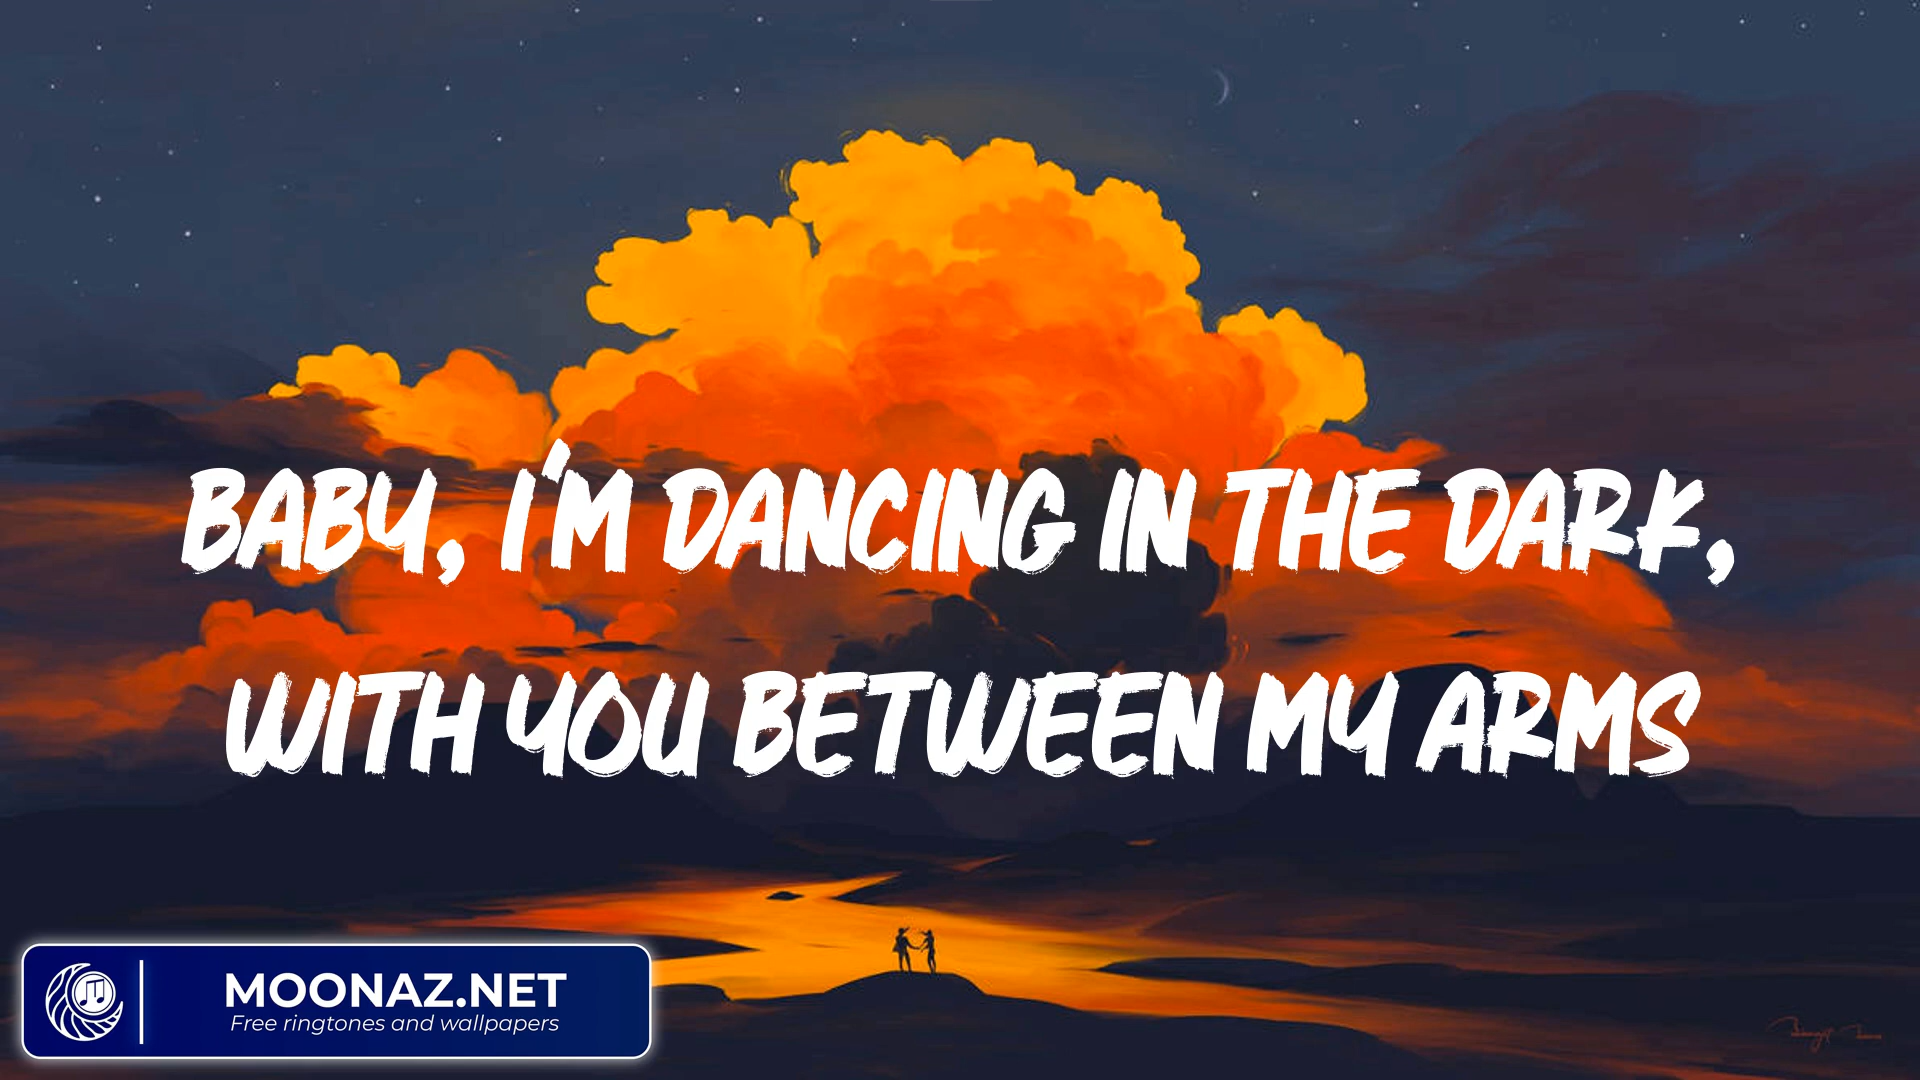 BABY, I'M DANCING IN THE DARK,
WITH YOU BETWEEN MY ARMS
MOONAZ.NET
Free ringtones and wallpapers